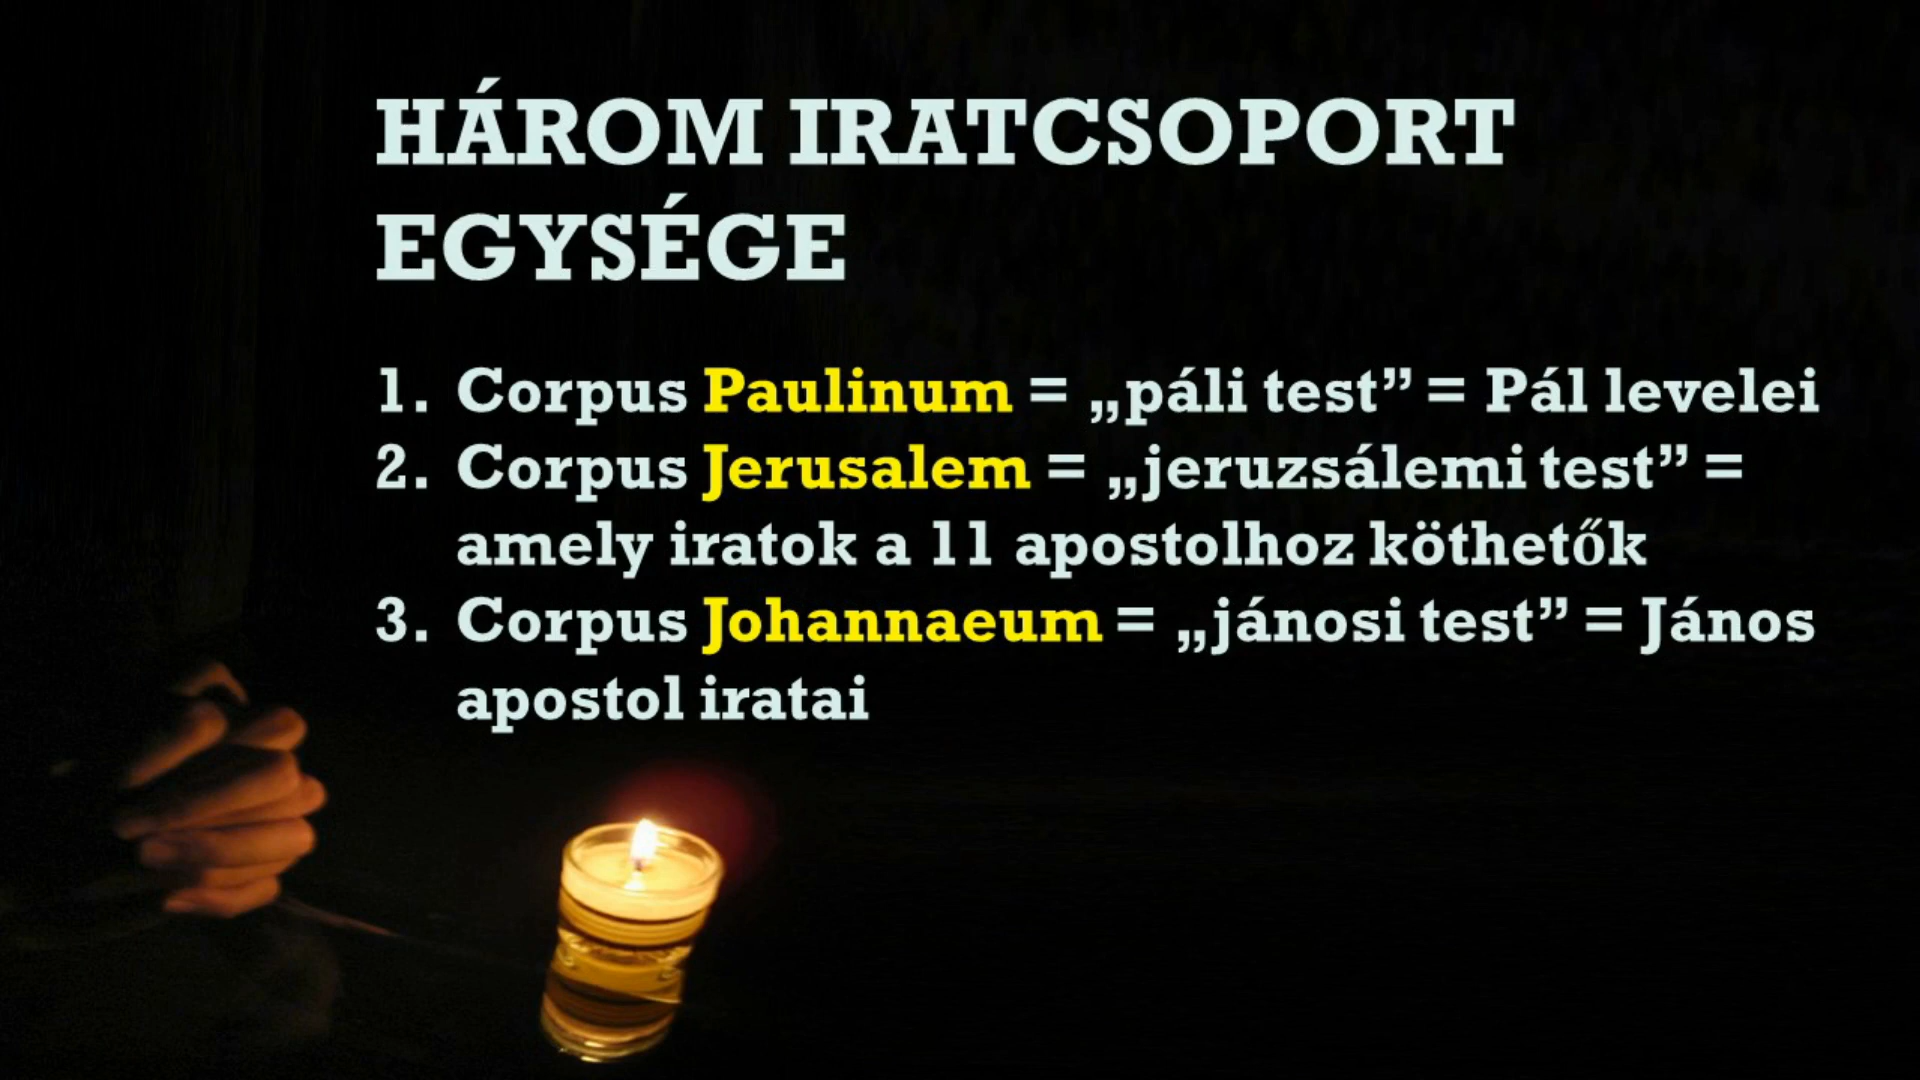 HÁROM IRATCSOPORT
EGYSÉGE
1. Corpus Paulinum = „páli test” = Pál levelei
2. Corpus Jerusalem = „jeruzsálemi test” =
amely iratok a 11 apostolhoz köthetők
3. Corpus Johannaeum = „jánosi test” = János
apostol iratai